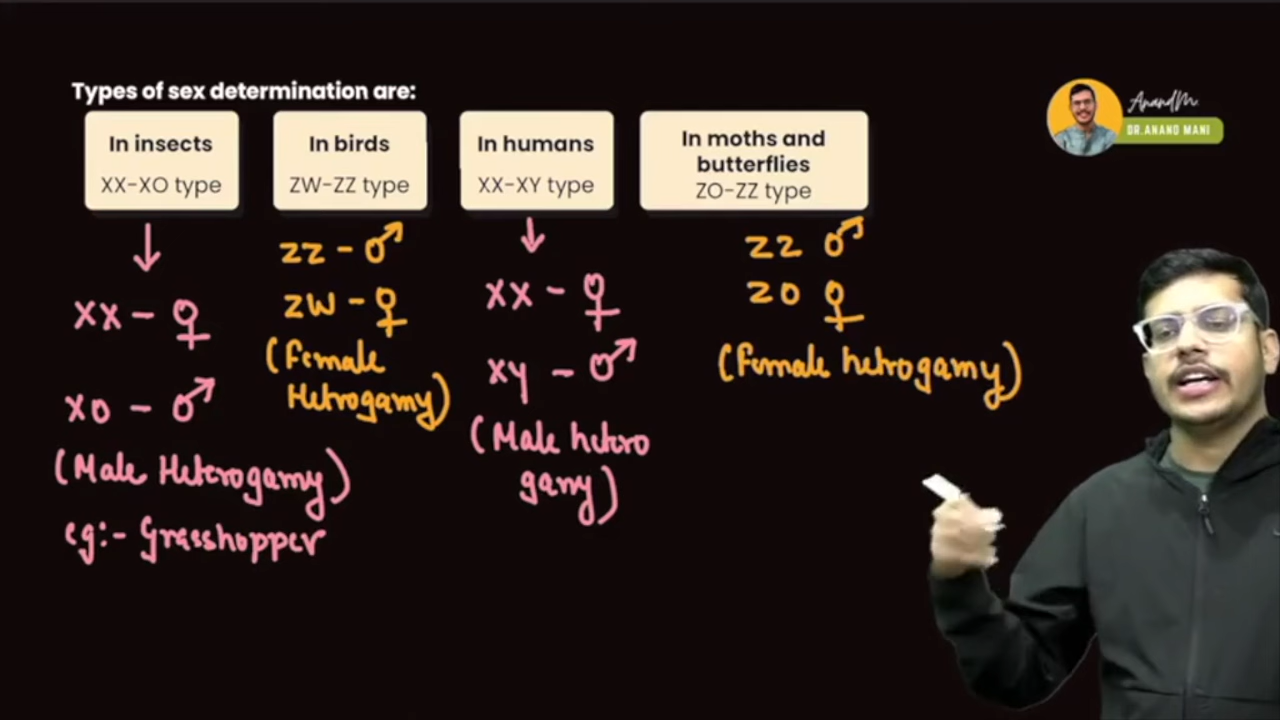 Types of sex determination are:
In insects
XX-XO type
In birds
ZW-ZZ type
In humans
XX-XY type
In moths and
butterflies
ZO-ZZ type
AnandM.
DR.ANAND MANI
XX - ♀
XO - ♂
(Male Heterogamy)
eg:- Grasshopper
ZZ - ♂
ZW - ♀
(Female
Hetrogamy)
XX - ♀
XY - ♂
(Male hetero
gamy)
ZZ ♂
ZO ♀
(Female hetrogamy)